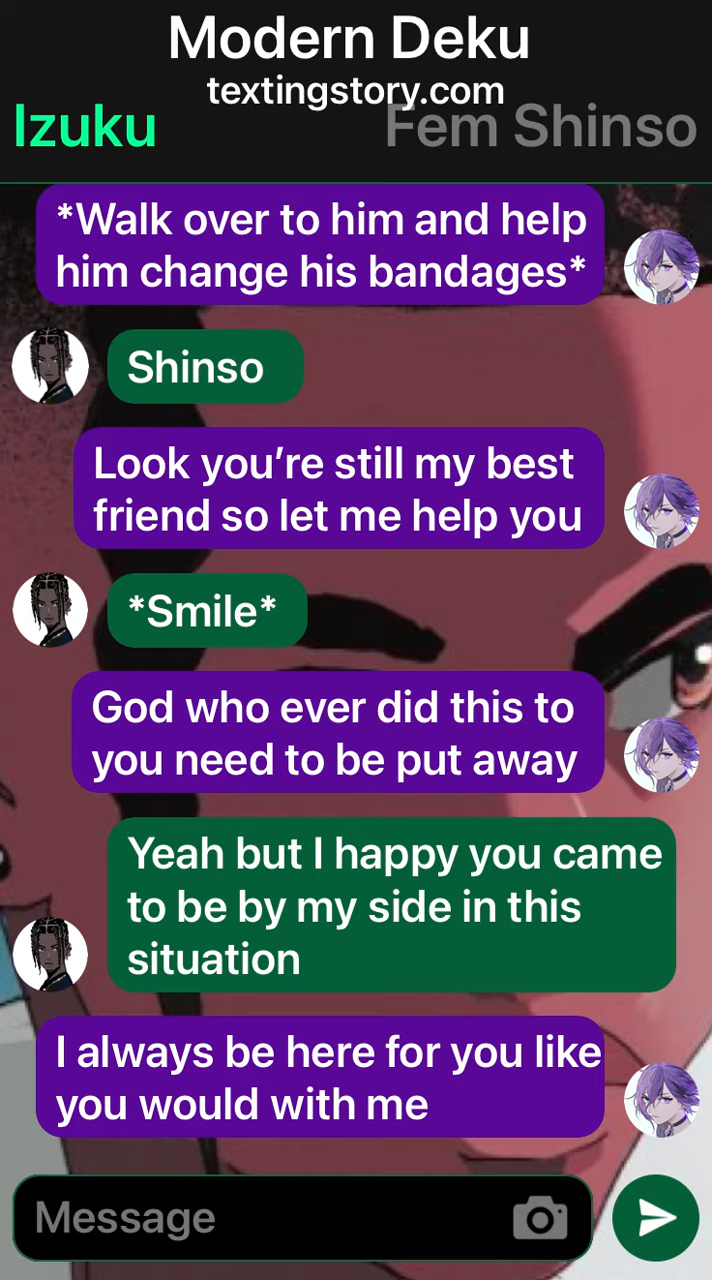 Modern Deku
textingstory.com
Izuku
Fem Shinso
*Walk over to him and help
him change his bandages*
Shinso
Look you’re still my best
friend so let me help you
*Smile*
God who ever did this to
you need to be put away
Yeah but I happy you came
to be by my side in this
situation
I always be here for you like
you would with me
Message